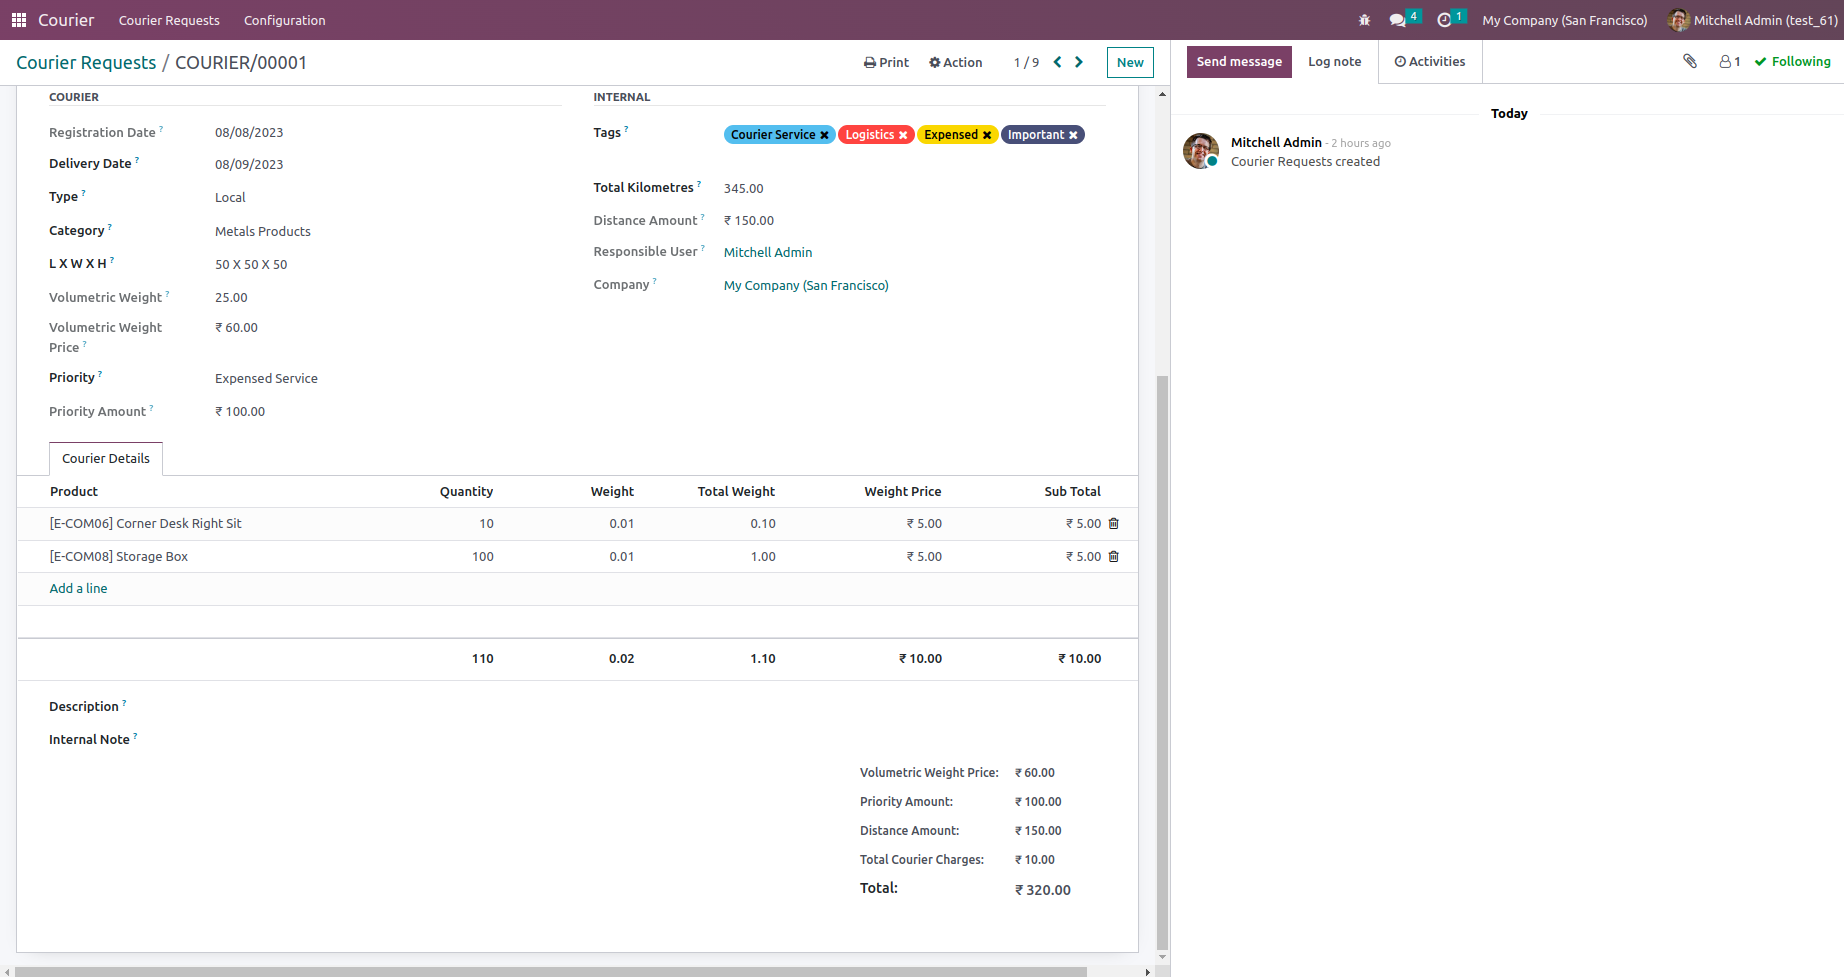 Courier Courier Requests Configuration 4 1 My Company (San Francisco) Mitchell Admin (test_61)
Courier Requests / COURIER/00001 Print Action 1 / 9 New
Send message Log note Activities 1 Following
COURIER
Registration Date ? 08/08/2023
Delivery Date ? 08/09/2023
Type ? Local
Category ? Metals Products
L X W X H ? 50 X 50 X 50
Volumetric Weight ? 25.00
Volumetric Weight
Price ? ₹ 60.00
Priority ? Expensed Service
Priority Amount ? ₹ 100.00
INTERNAL
Tags ? Courier Service Logistics Expensed Important
Total Kilometres ? 345.00
Distance Amount ? ₹ 150.00
Responsible User ? Mitchell Admin
Company ? My Company (San Francisco)
Courier Details
Product Quantity Weight Total Weight Weight Price Sub Total
[E-COM06] Corner Desk Right Sit 10 0.01 0.10 ₹ 5.00 ₹ 5.00
[E-COM08] Storage Box 100 0.01 1.00 ₹ 5.00 ₹ 5.00
Add a line
110 0.02 1.10 ₹ 10.00 ₹ 10.00
Description ?
Internal Note ?
Volumetric Weight Price: ₹ 60.00
Priority Amount: ₹ 100.00
Distance Amount: ₹ 150.00
Total Courier Charges: ₹ 10.00
Total: ₹ 320.00
Today
Mitchell Admin - 2 hours ago
Courier Requests created